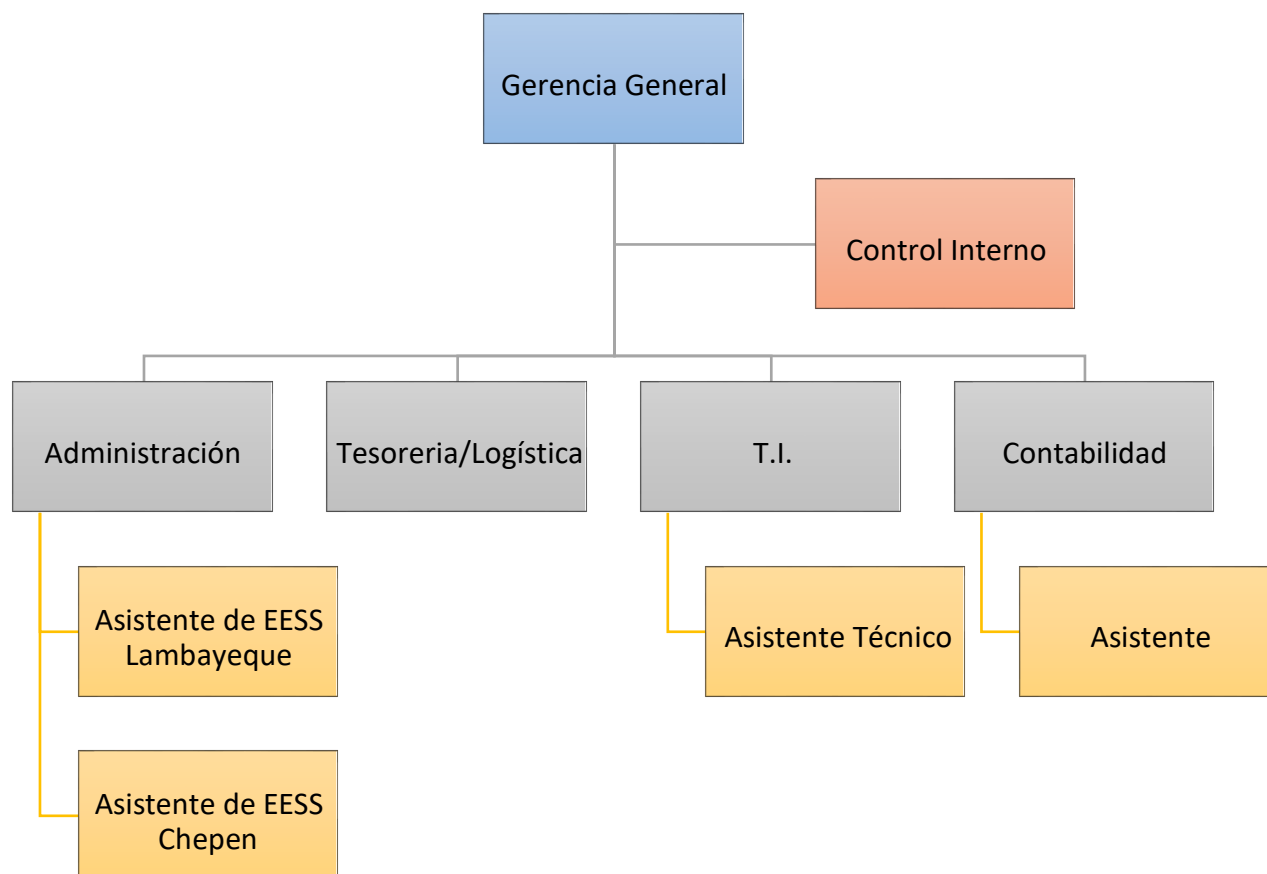 Gerencia General
Control Interno
Administración
Tesoreria/Logística
T.I.
Contabilidad
Asistente de EESS
Lambayeque
Asistente Técnico
Asistente
Asistente de EESS
Chepen